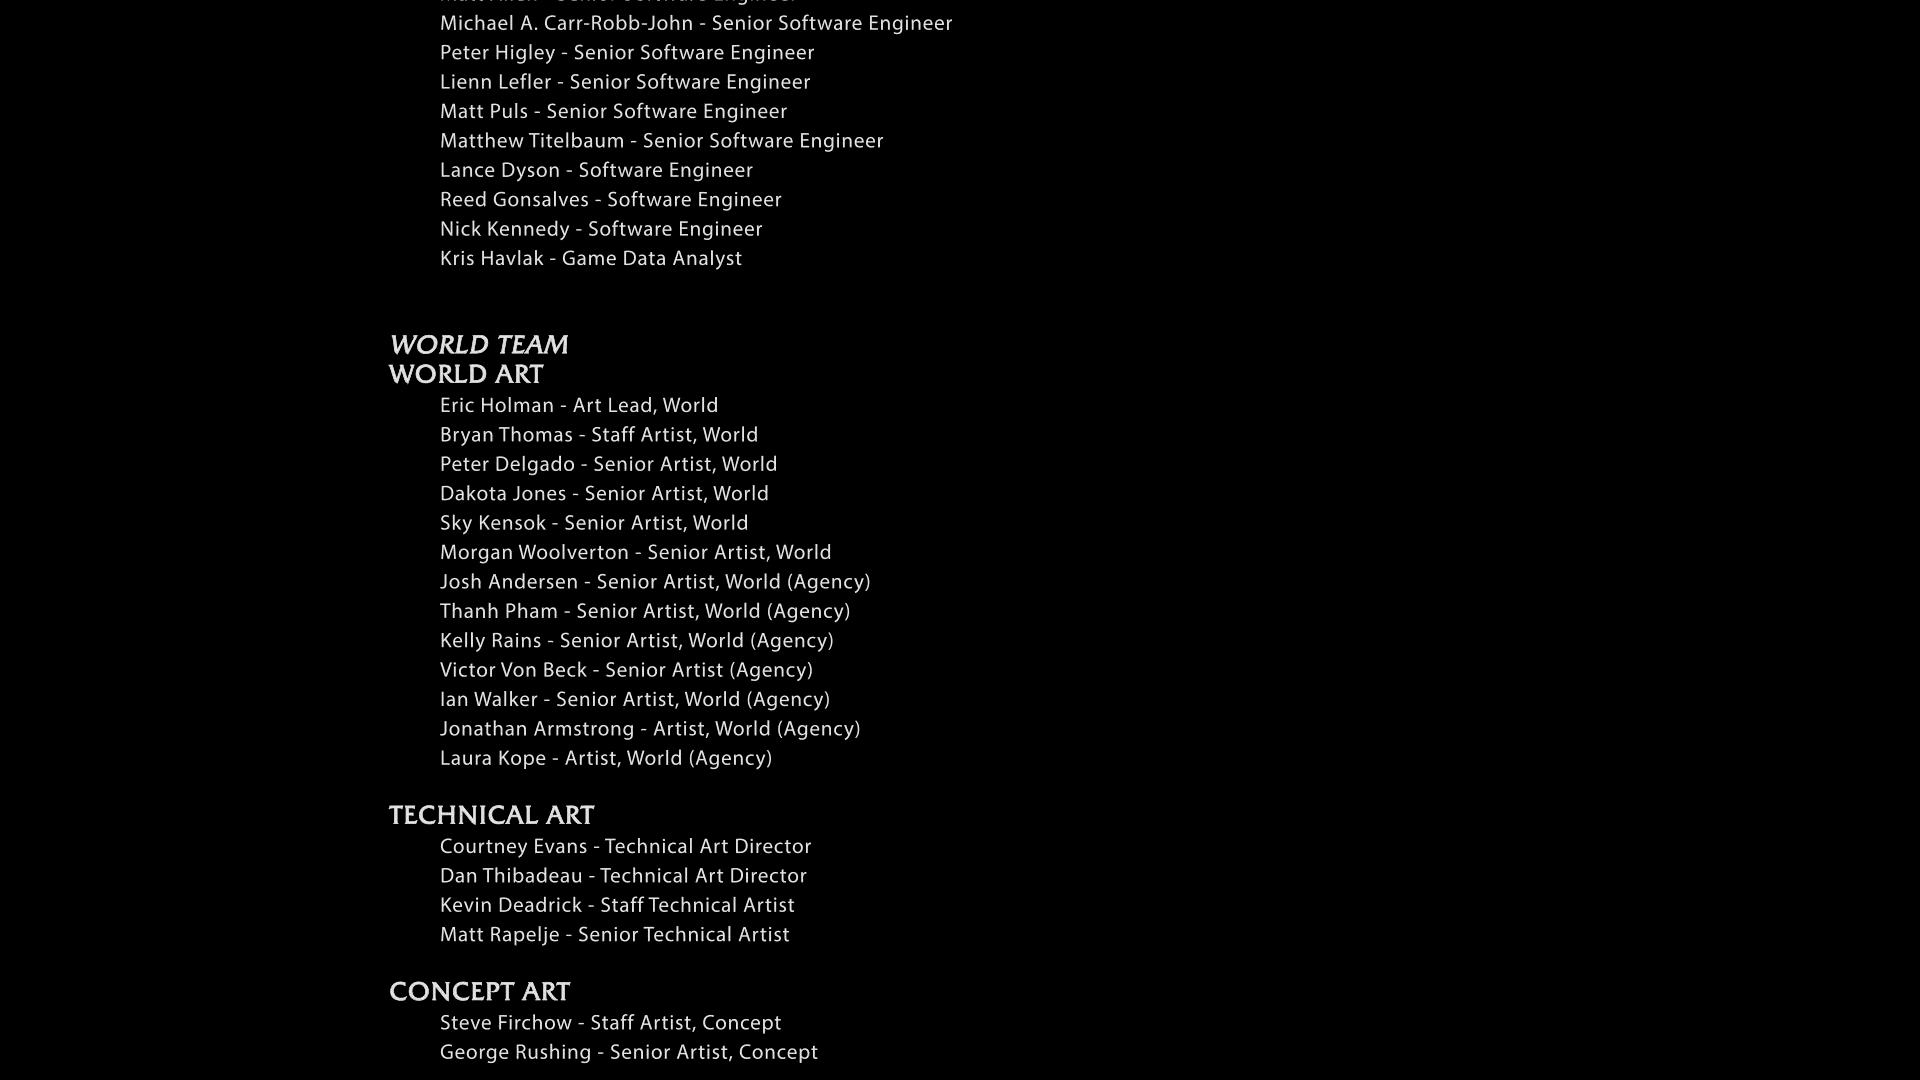 Michael A. Carr-Robb-John - Senior Software Engineer
Peter Higley - Senior Software Engineer
Lienn Lefler - Senior Software Engineer
Matt Puls - Senior Software Engineer
Matthew Titelbaum - Senior Software Engineer
Lance Dyson - Software Engineer
Reed Gonsalves - Software Engineer
Nick Kennedy - Software Engineer
Kris Havlak - Game Data Analyst
WORLD TEAM
WORLD ART
Eric Holman - Art Lead, World
Bryan Thomas - Staff Artist, World
Peter Delgado - Senior Artist, World
Dakota Jones - Senior Artist, World
Sky Kensok - Senior Artist, World
Morgan Woolverton - Senior Artist, World
Josh Andersen - Senior Artist, World (Agency)
Thanh Pham - Senior Artist, World (Agency)
Kelly Rains - Senior Artist, World (Agency)
Victor Von Beck - Senior Artist (Agency)
Ian Walker - Senior Artist, World (Agency)
Jonathan Armstrong - Artist, World (Agency)
Laura Kope - Artist, World (Agency)
TECHNICAL ART
Courtney Evans - Technical Art Director
Dan Thibadeau - Technical Art Director
Kevin Deadrick - Staff Technical Artist
Matt Rapelje - Senior Technical Artist
CONCEPT ART
Steve Firchow - Staff Artist, Concept
George Rushing - Senior Artist, Concept